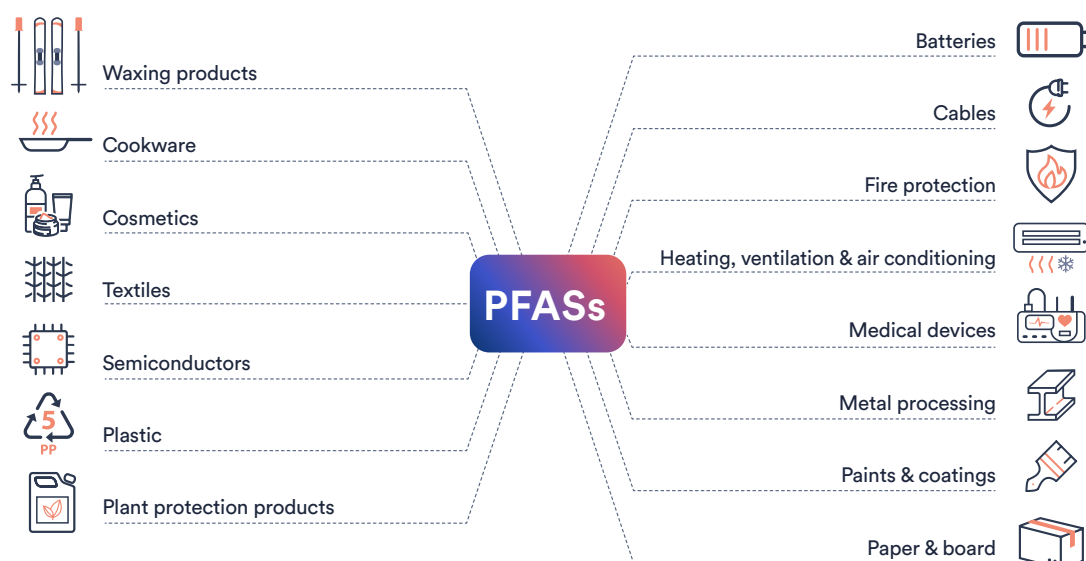 Waxing products
Cookware
Cosmetics
Textiles
Semiconductors
5
PP
Plastic
Plant protection products
PFASs
Batteries
Cables
Fire protection
Heating, ventilation & air conditioning
Medical devices
Metal processing
Paints & coatings
Paper & board